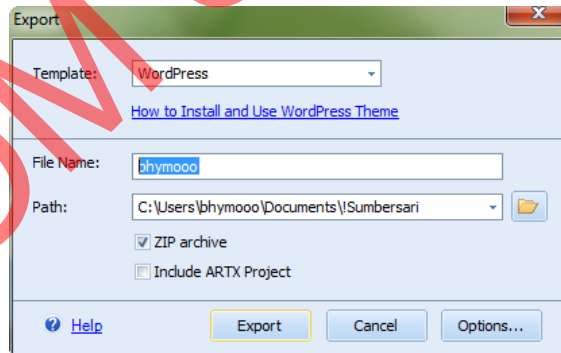 Export
Template: WordPress
How to Install and Use WordPress Theme
File Name: bhymooo
Path: C:\Users\bhymooo\Documents\!Sumbersari
ZIP archive
Include ARTX Project
Help Export Cancel Options...